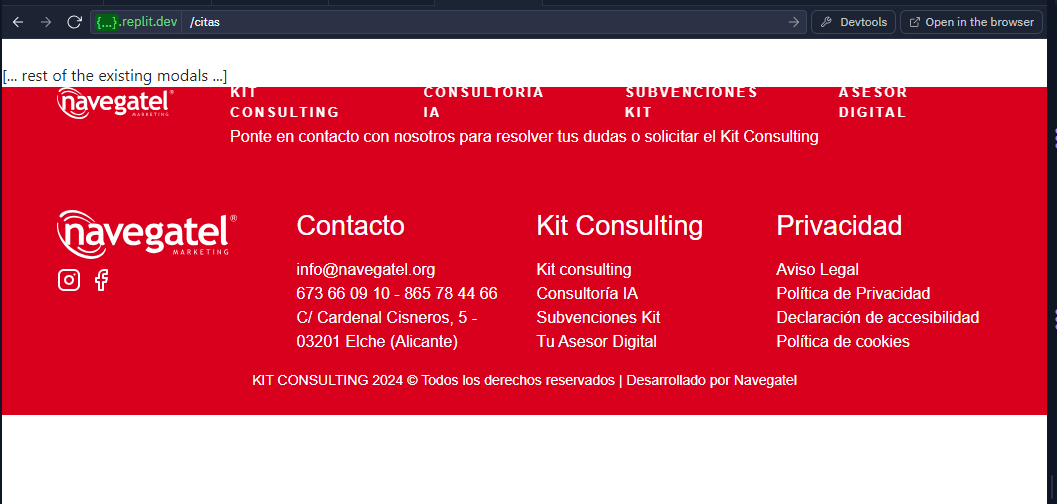 {...}.replit.dev /citas Devtools Open in the browser
[... rest of the existing modals ...]
navegatel MARKETING
KIT CONSULTING
CONSULTORÍA IA
SUBVENCIONES KIT
ASESOR DIGITAL
Ponte en contacto con nosotros para resolver tus dudas o solicitar el Kit Consulting
navegatel ®
MARKETING
Contacto
info@navegatel.org
673 66 09 10 - 865 78 44 66
C/ Cardenal Cisneros, 5 -
03201 Elche (Alicante)
Kit Consulting
Kit consulting
Consultoría IA
Subvenciones Kit
Tu Asesor Digital
Privacidad
Aviso Legal
Política de Privacidad
Declaración de accesibilidad
Política de cookies
KIT CONSULTING 2024 © Todos los derechos reservados | Desarrollado por Navegatel